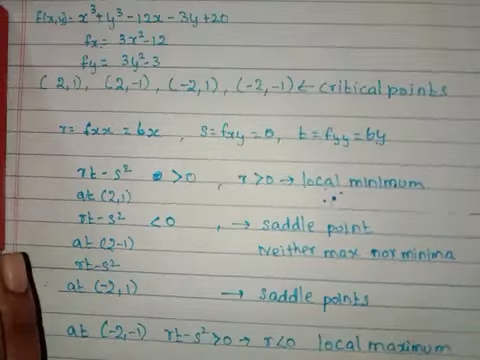 f(x,y)= x³+y³-12x-3y+20
fx= 3x²-12
fy= 3y²-3
(2,1), (2,-1), (-2,1), (-2,-1) ← critical points
r= fxx = 6x , s=fxy=0, t=fyy=6y
rt-s² >0 , r>0 → local minimum
at (2,1)
rt-s² <0 , → saddle point
at (2-1) Neither max nor minima
rt-s²
at (-2,1) → saddle points
at (-2,-1) rt-s²>0 → r<0 local maximum